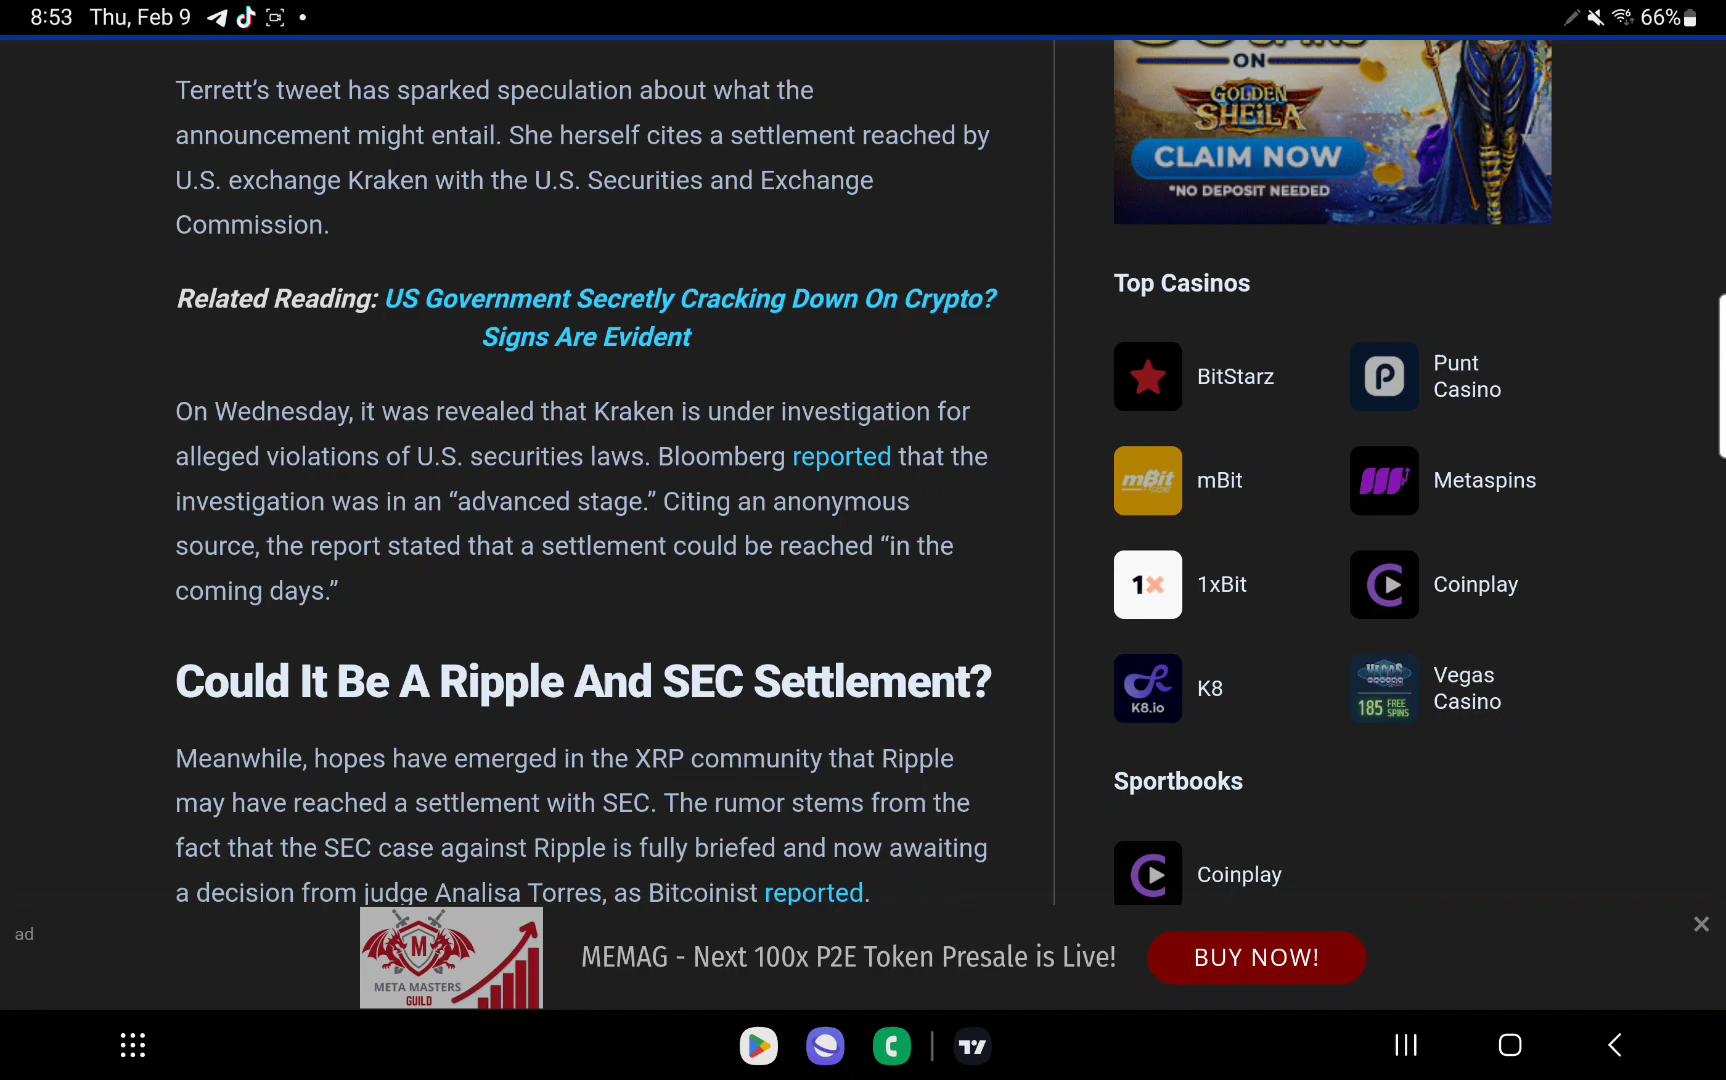 8:53 Thu, Feb 9
66%
Terrett’s tweet has sparked speculation about what the
announcement might entail. She herself cites a settlement reached by
U.S. exchange Kraken with the U.S. Securities and Exchange
Commission.
Related Reading: US Government Secretly Cracking Down On Crypto?
Signs Are Evident
On Wednesday, it was revealed that Kraken is under investigation for
alleged violations of U.S. securities laws. Bloomberg reported that the
investigation was in an “advanced stage.” Citing an anonymous
source, the report stated that a settlement could be reached “in the
coming days.”
Could It Be A Ripple And SEC Settlement?
Meanwhile, hopes have emerged in the XRP community that Ripple
may have reached a settlement with SEC. The rumor stems from the
fact that the SEC case against Ripple is fully briefed and now awaiting
a decision from judge Analisa Torres, as Bitcoinist reported.
ON
GOLDEN
SHEILA
CLAIM NOW
*NO DEPOSIT NEEDED
Top Casinos
BitStarz
Punt
Casino
mBit
mBit
Metaspins
1x
1xBit
Coinplay
K8.io
K8
VEGAS
185 FREE
SPINS
Vegas
Casino
Sportbooks
Coinplay
ad
M
META MASTERS
GUILD
MEMAG - Next 100x P2E Token Presale is Live!
BUY NOW!